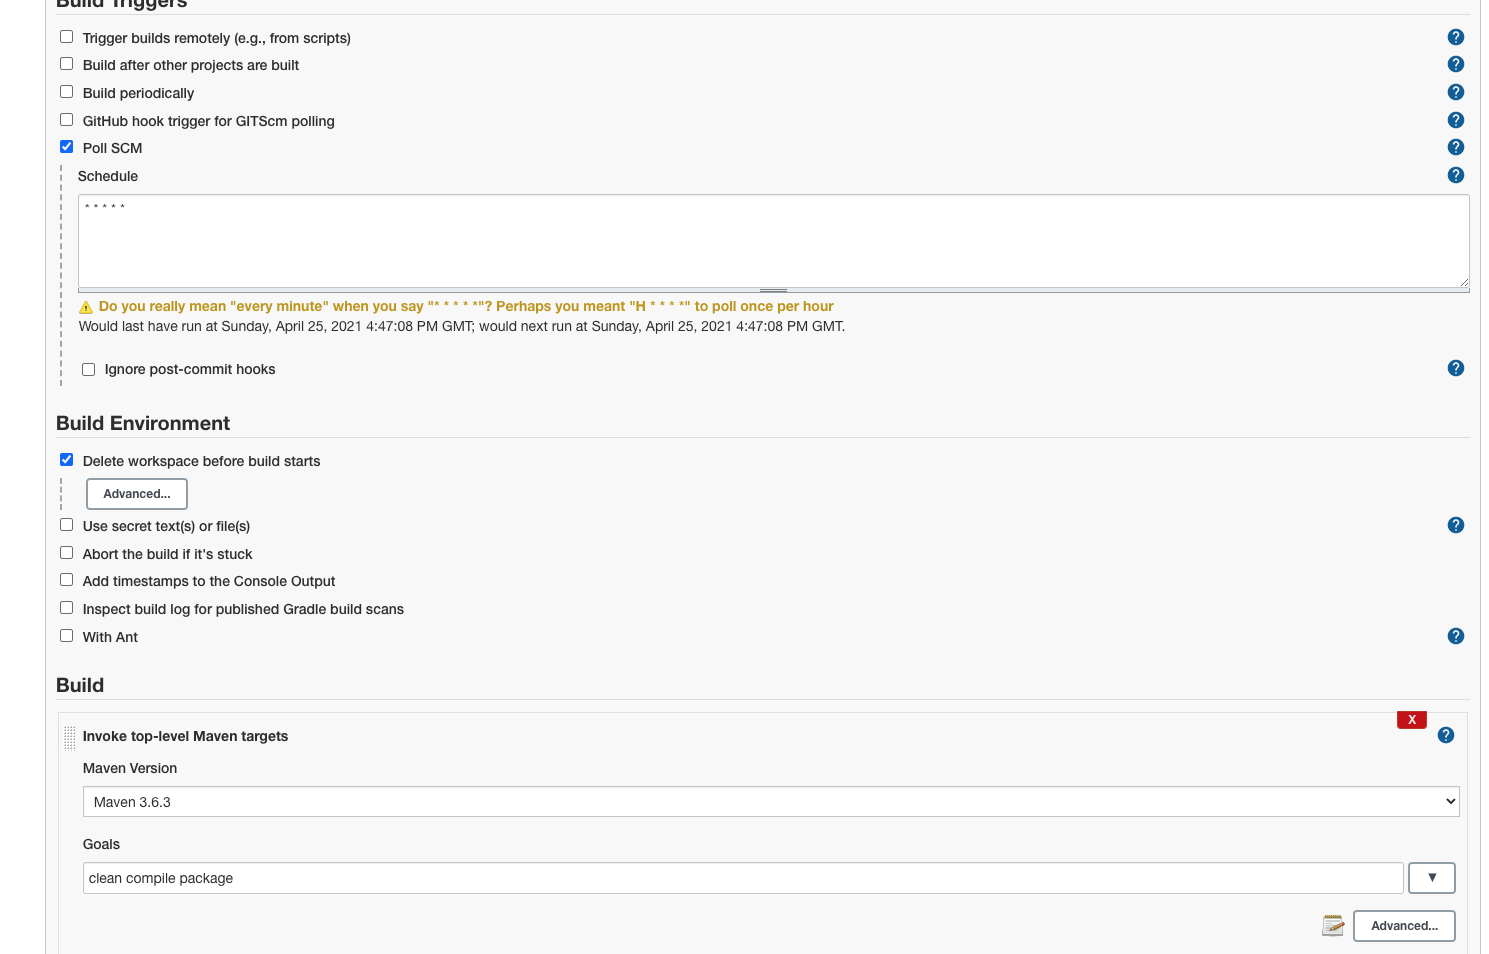 Build Triggers
Trigger builds remotely (e.g., from scripts)
?
Build after other projects are built
?
Build periodically
?
GitHub hook trigger for GITScm polling
?
Poll SCM
?
Schedule
?
* * * * *
Do you really mean "every minute" when you say "* * * * *"? Perhaps you meant "H * * * *" to poll once per hour
Would last have run at Sunday, April 25, 2021 4:47:08 PM GMT; would next run at Sunday, April 25, 2021 4:47:08 PM GMT.
Ignore post-commit hooks
?
Build Environment
Delete workspace before build starts
Advanced...
Use secret text(s) or file(s)
?
Abort the build if it's stuck
Add timestamps to the Console Output
Inspect build log for published Gradle build scans
With Ant
?
Build
X
Invoke top-level Maven targets
?
Maven Version
Maven 3.6.3
Goals
clean compile package
▼
Advanced...